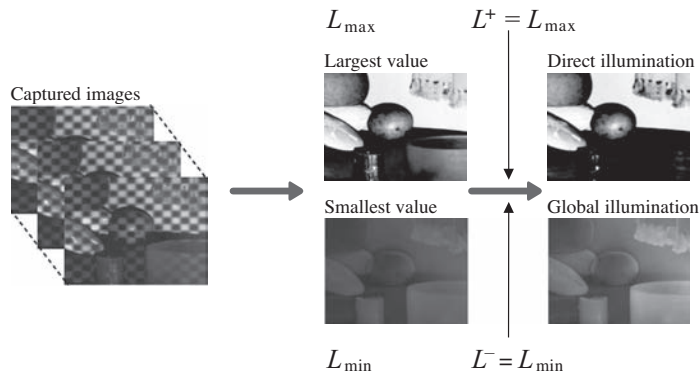 L_max
L^+ = L_max
Largest value
Direct illumination
Captured images
Smallest value
Global illumination
L_min
L^- = L_min